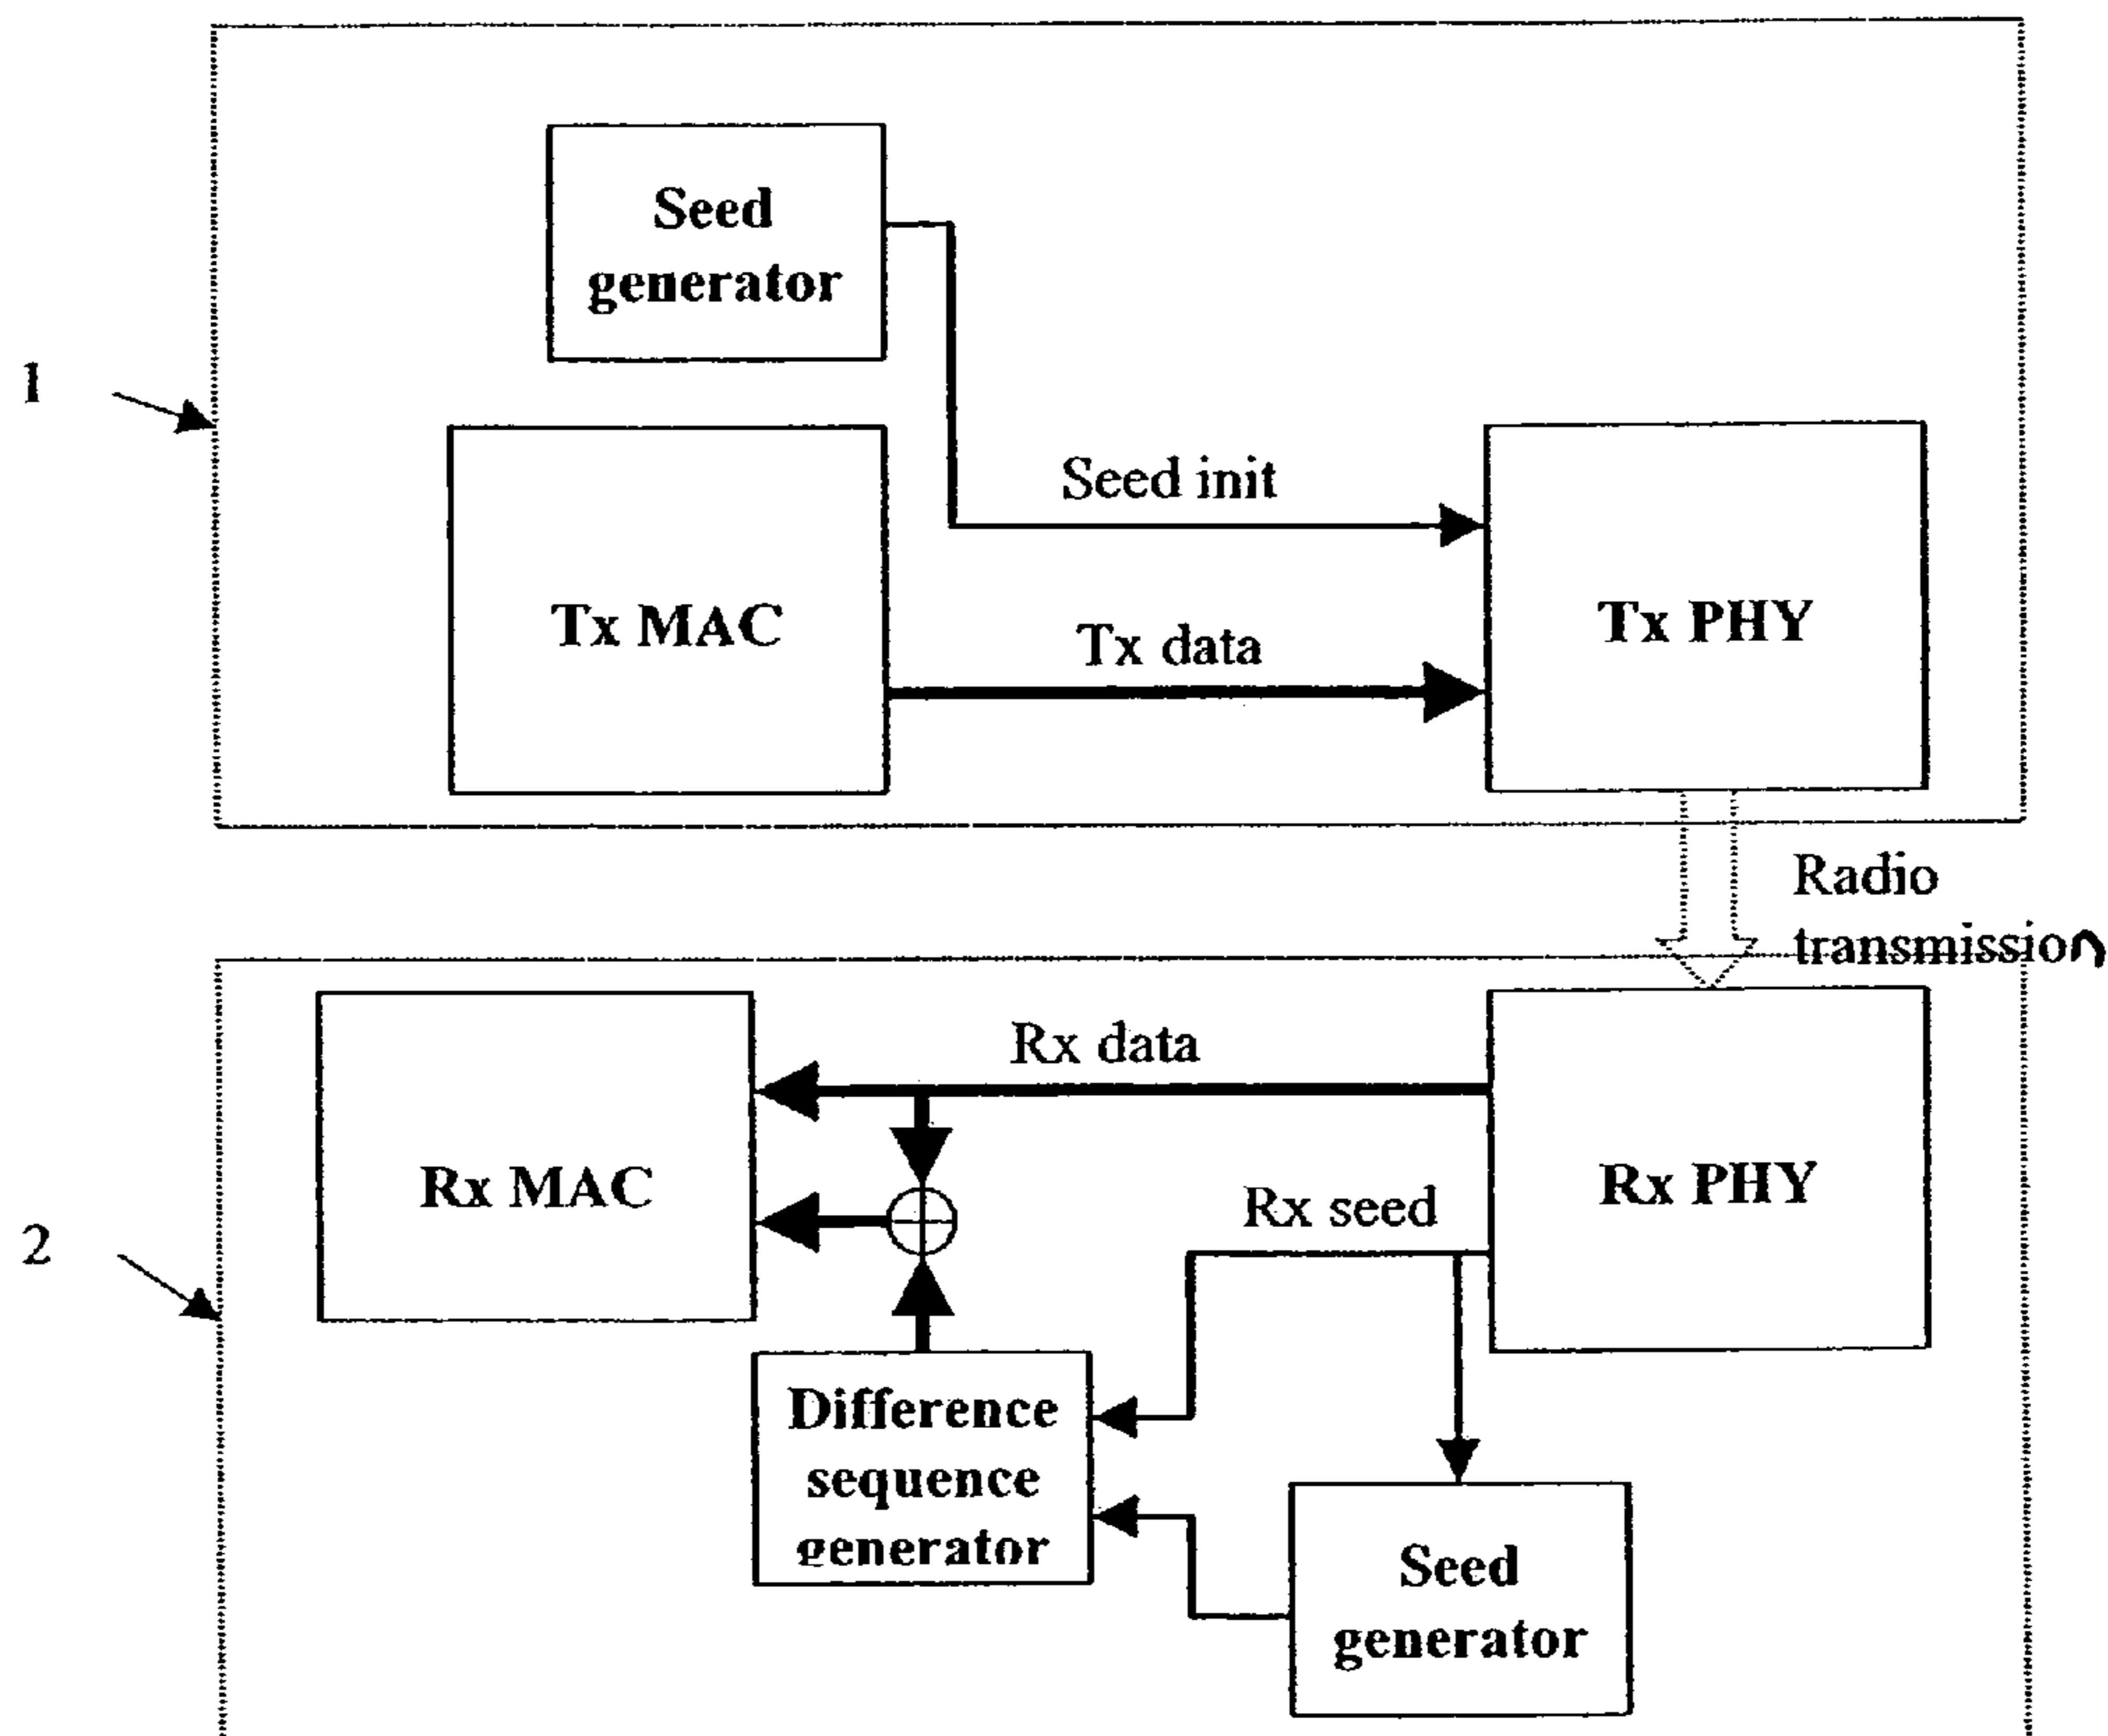 Seed
generator
1
Seed init
Tx MAC
Tx data
Tx PHY
Radio
transmission
Rx data
Rx MAC
Rx PHY
Rx seed
2
Difference
sequence
generator
Seed
generator